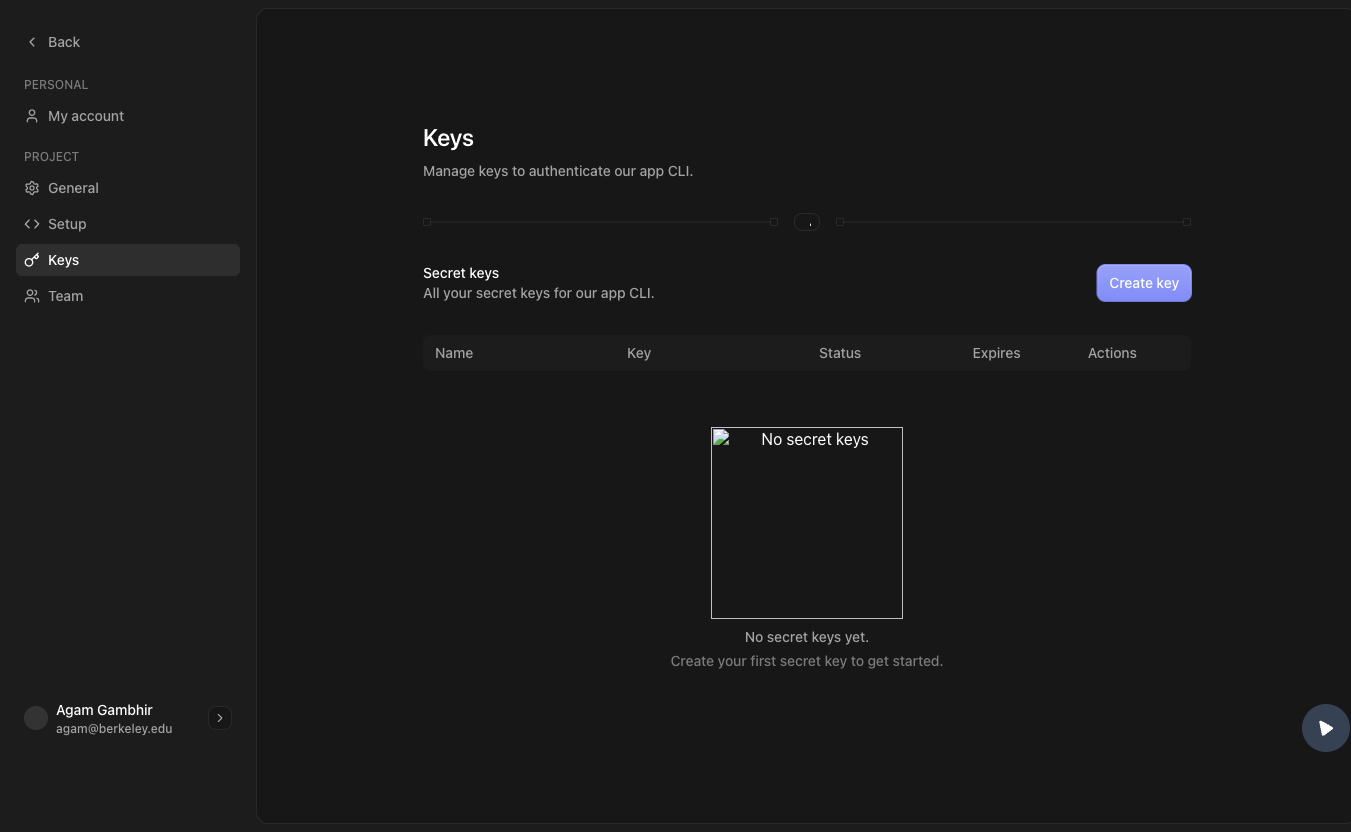 Back
PERSONAL
My account
PROJECT
General
Setup
Keys
Team
Agam Gambhir
agam@berkeley.edu
Keys
Manage keys to authenticate our app CLI.
Secret keys
All your secret keys for our app CLI.
Create key
Name Key Status Expires Actions
No secret keys
No secret keys yet.
Create your first secret key to get started.